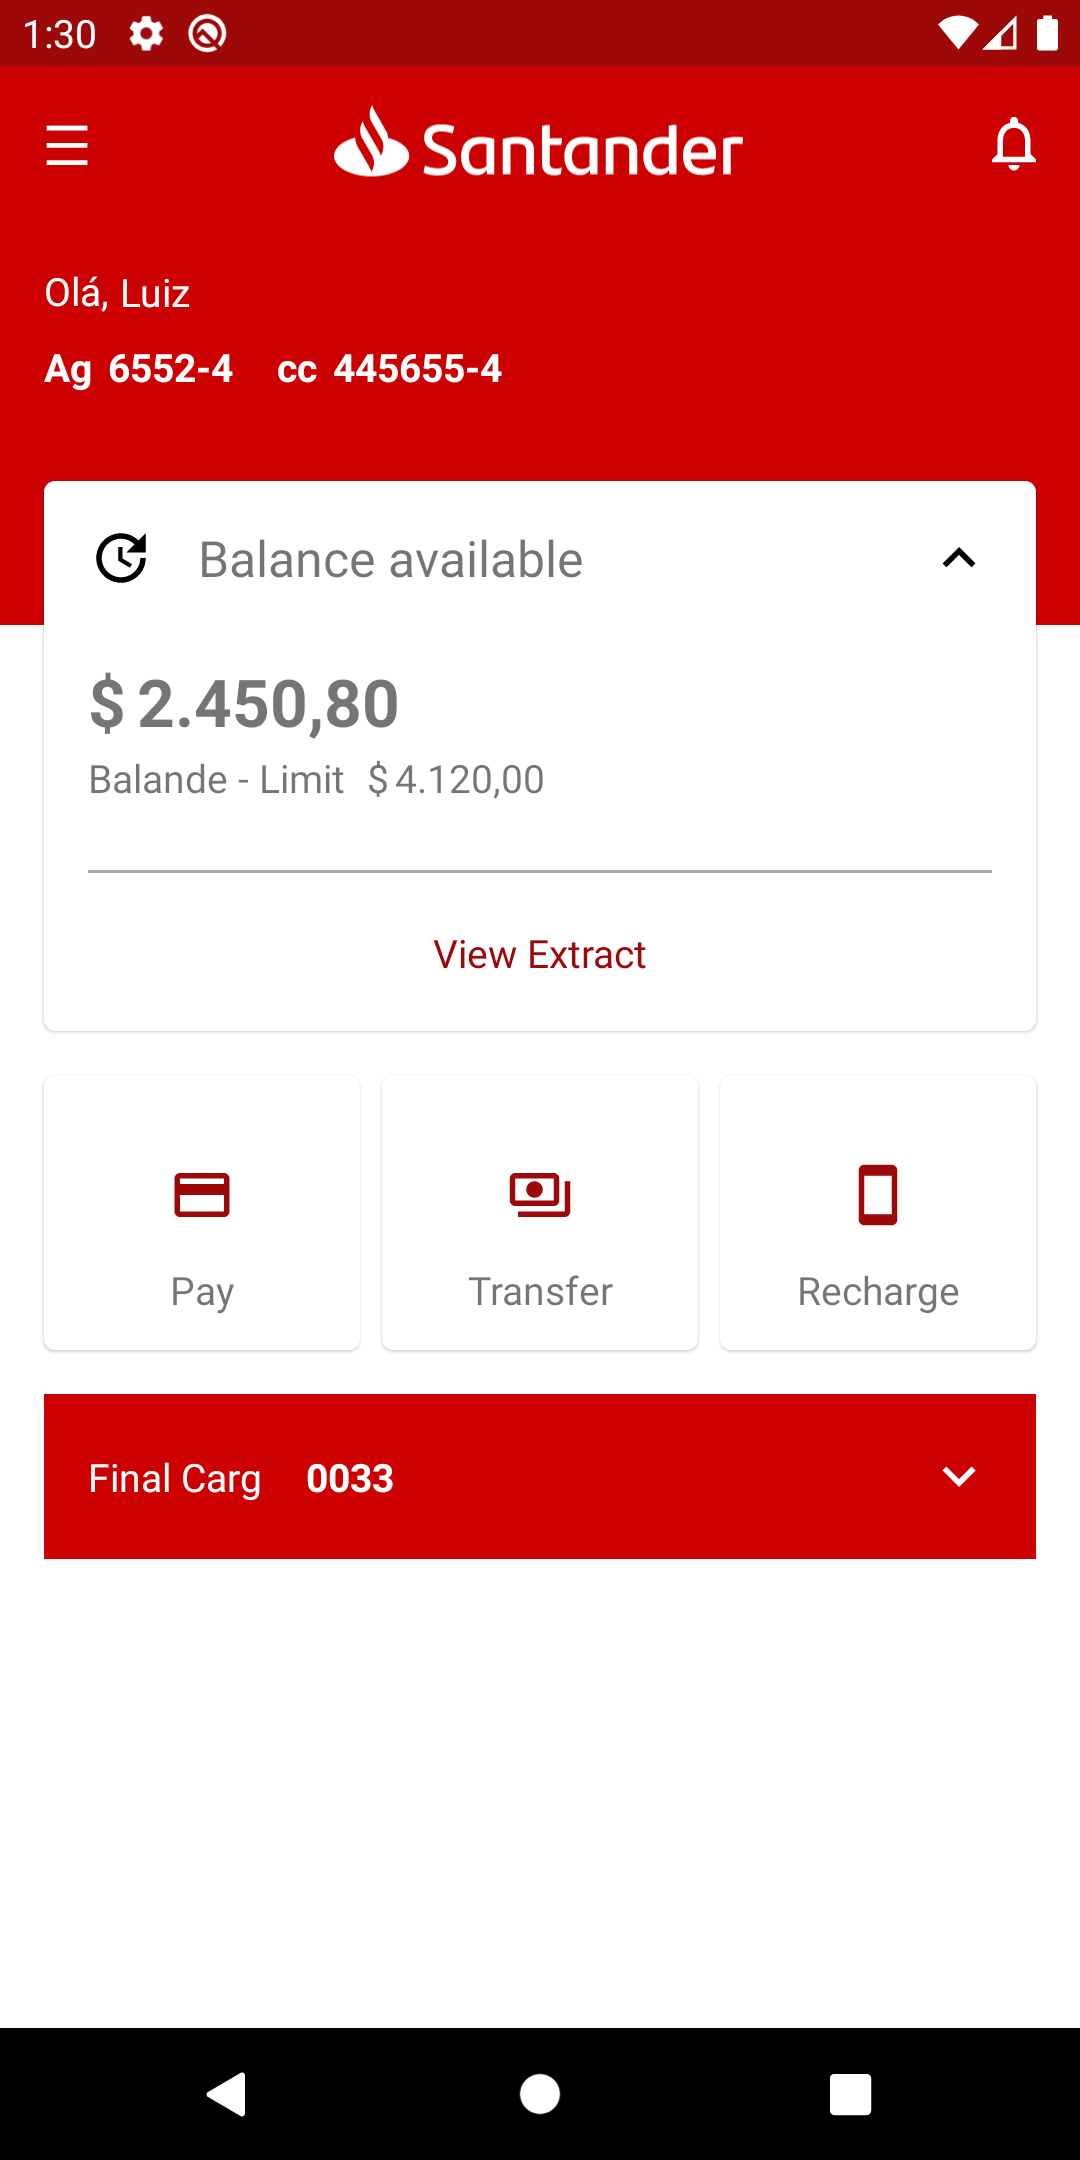 1:30
Santander
Olá, Luiz
Ag 6552-4 cc 445655-4
Balance available
$ 2.450,80
Balande - Limit $ 4.120,00
View Extract
Pay Transfer Recharge
Final Carg 0033